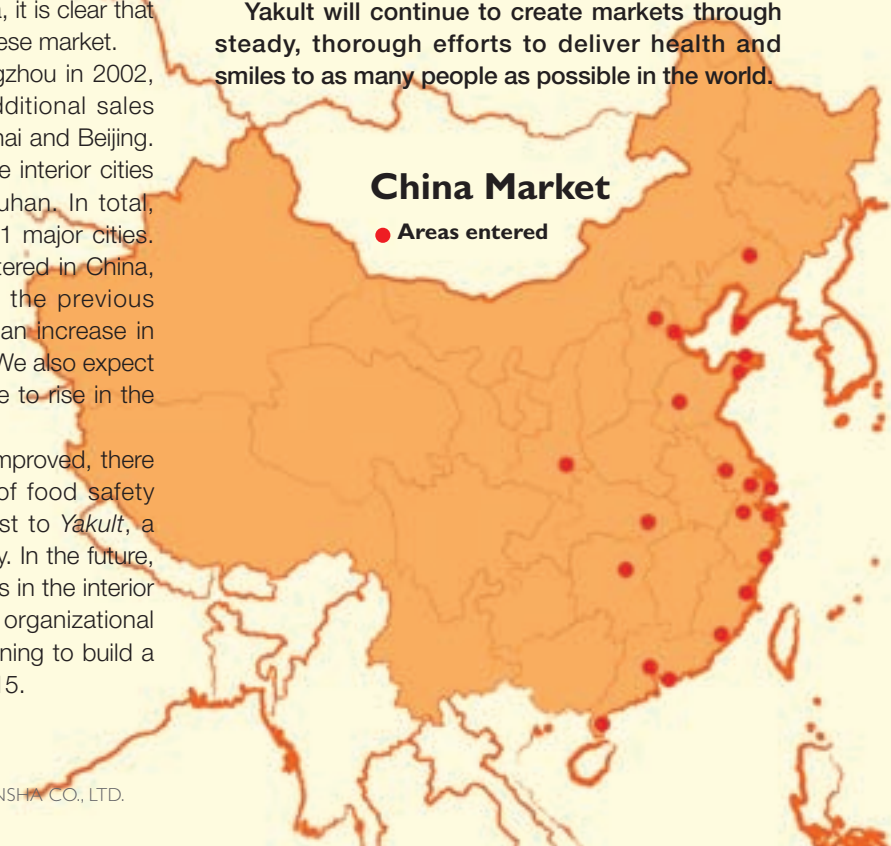 , it is clear that
ese market.
gzhou in 2002,
dditional sales
hai and Beijing.
e interior cities
uhan. In total,
1 major cities.
tered in China,
the previous
an increase in
We also expect
e to rise in the
mproved, there
of food safety
st to Yakult, a
y. In the future,
s in the interior
organizational
ning to build a
15.
NSHA CO., LTD.
Yakult will continue to create markets through
steady, thorough efforts to deliver health and
smiles to as many people as possible in the world.
China Market
Areas entered